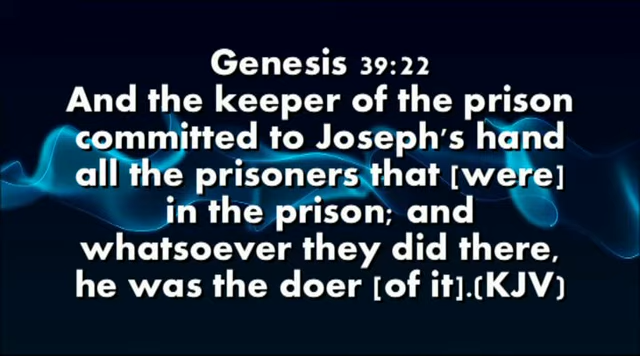 Genesis 39:22
And the keeper of the prison
committed to Joseph's hand
all the prisoners that [were]
in the prison; and
whatsoever they did there,
he was the doer [of it].(KJV)